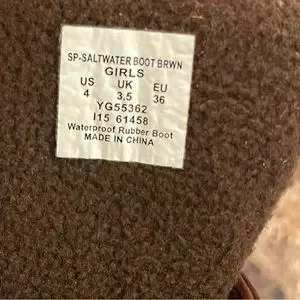 SP-SALTWATER BOOT BRWN
GIRLS
US UK EU
4 3.5 36
YG55362
I15 61458
Waterproof Rubber Boot
MADE IN CHINA